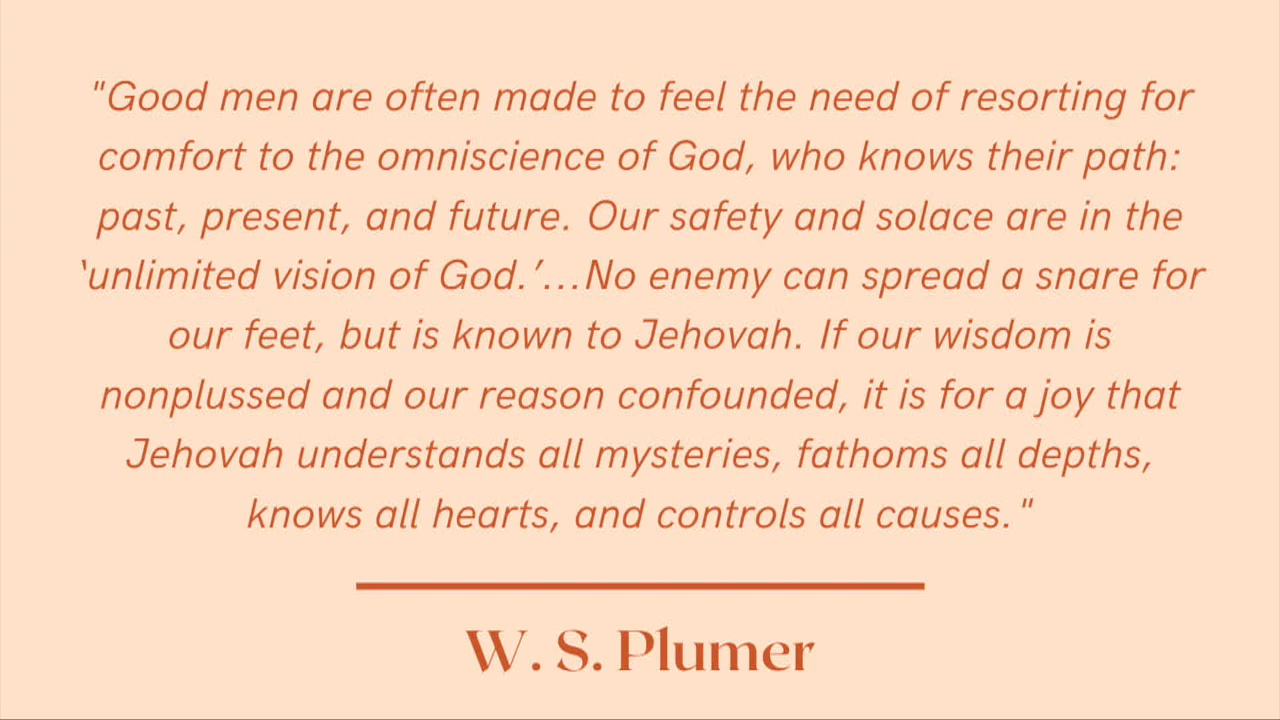 "Good men are often made to feel the need of resorting for
comfort to the omniscience of God, who knows their path:
past, present, and future. Our safety and solace are in the
‘unlimited vision of God.’...No enemy can spread a snare for
our feet, but is known to Jehovah. If our wisdom is
nonplussed and our reason confounded, it is for a joy that
Jehovah understands all mysteries, fathoms all depths,
knows all hearts, and controls all causes."
W. S. Plumer